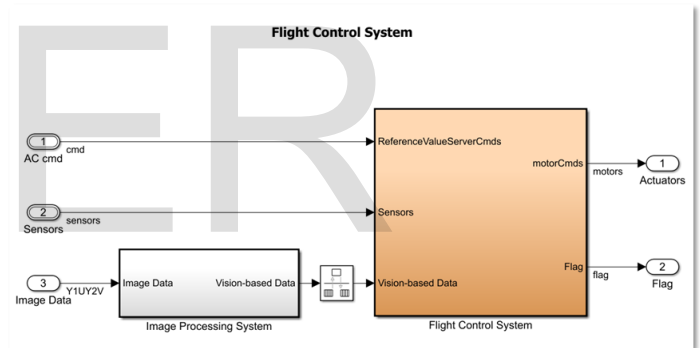 Flight Control System
ER
1
AC cmd
cmd
ReferenceValueServerCmds
motorCmds
motors
1
Actuators
2
Sensors
sensors
Sensors
3
Image Data
Y1UY2V
Image Data
Vision-based Data
Image Processing System
Vision-based Data
Flag
flag
2
Flag
Flight Control System